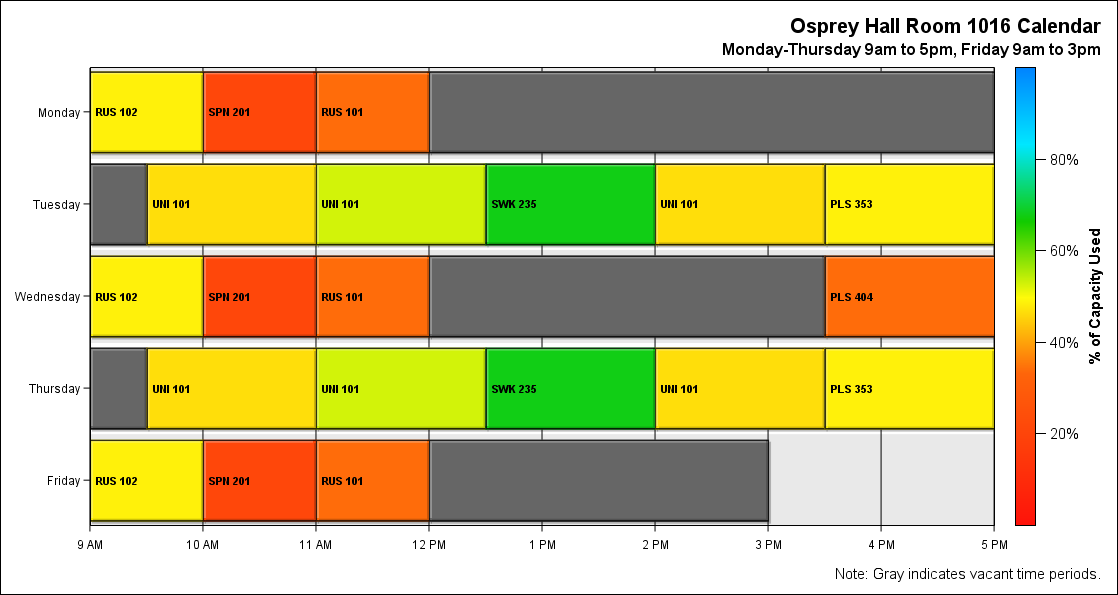 Osprey Hall Room 1016 Calendar
Monday-Thursday 9am to 5pm, Friday 9am to 3pm
Monday RUS 102 SPN 201 RUS 101
Tuesday UNI 101 UNI 101 SWK 235 UNI 101 PLS 353
Wednesday RUS 102 SPN 201 RUS 101 PLS 404
Thursday UNI 101 UNI 101 SWK 235 UNI 101 PLS 353
Friday RUS 102 SPN 201 RUS 101
9 AM 10 AM 11 AM 12 PM 1 PM 2 PM 3 PM 4 PM 5 PM
80%
60%
40%
20%
% of Capacity Used
Note: Gray indicates vacant time periods.